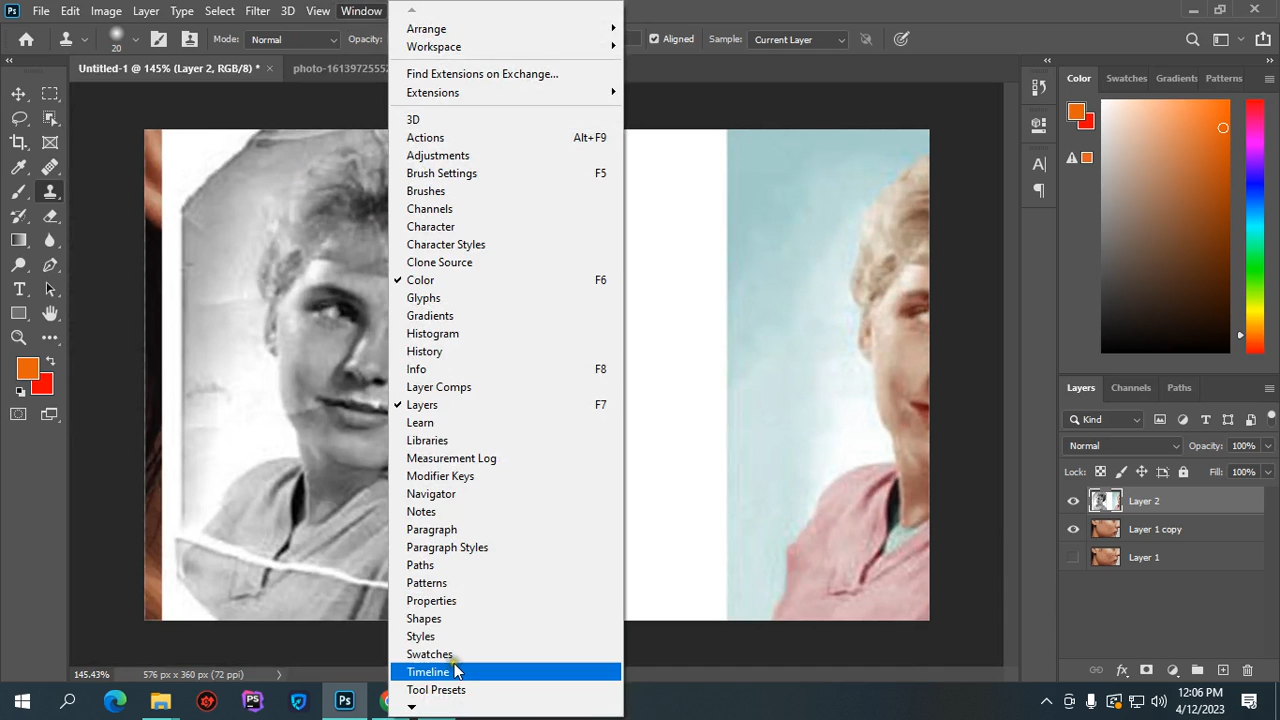 Ps File Edit Image Layer Type Select Filter 3D View Window
20 Mode: Normal Opacity: Aligned Sample: Current Layer
Untitled-1 @ 145% (Layer 2, RGB/8) * × photo-1613972555
Arrange
Workspace
Find Extensions on Exchange...
Extensions
3D
Actions Alt+F9
Adjustments
Brush Settings F5
Brushes
Channels
Character
Character Styles
Clone Source
Color F6
Glyphs
Gradients
Histogram
History
Info F8
Layer Comps
Layers F7
Learn
Libraries
Measurement Log
Modifier Keys
Navigator
Notes
Paragraph
Paragraph Styles
Paths
Patterns
Properties
Shapes
Styles
Swatches
Timeline
Tool Presets
Color Swatches Gradients Patterns
Layers Channels Paths
Kind
Normal Opacity: 100%
Lock: Fill: 100%
Layer 2
Layer 1 copy
Layer 1
145.43% 576 px x 360 px (72 ppi)
12:06 PM
4/12/2023